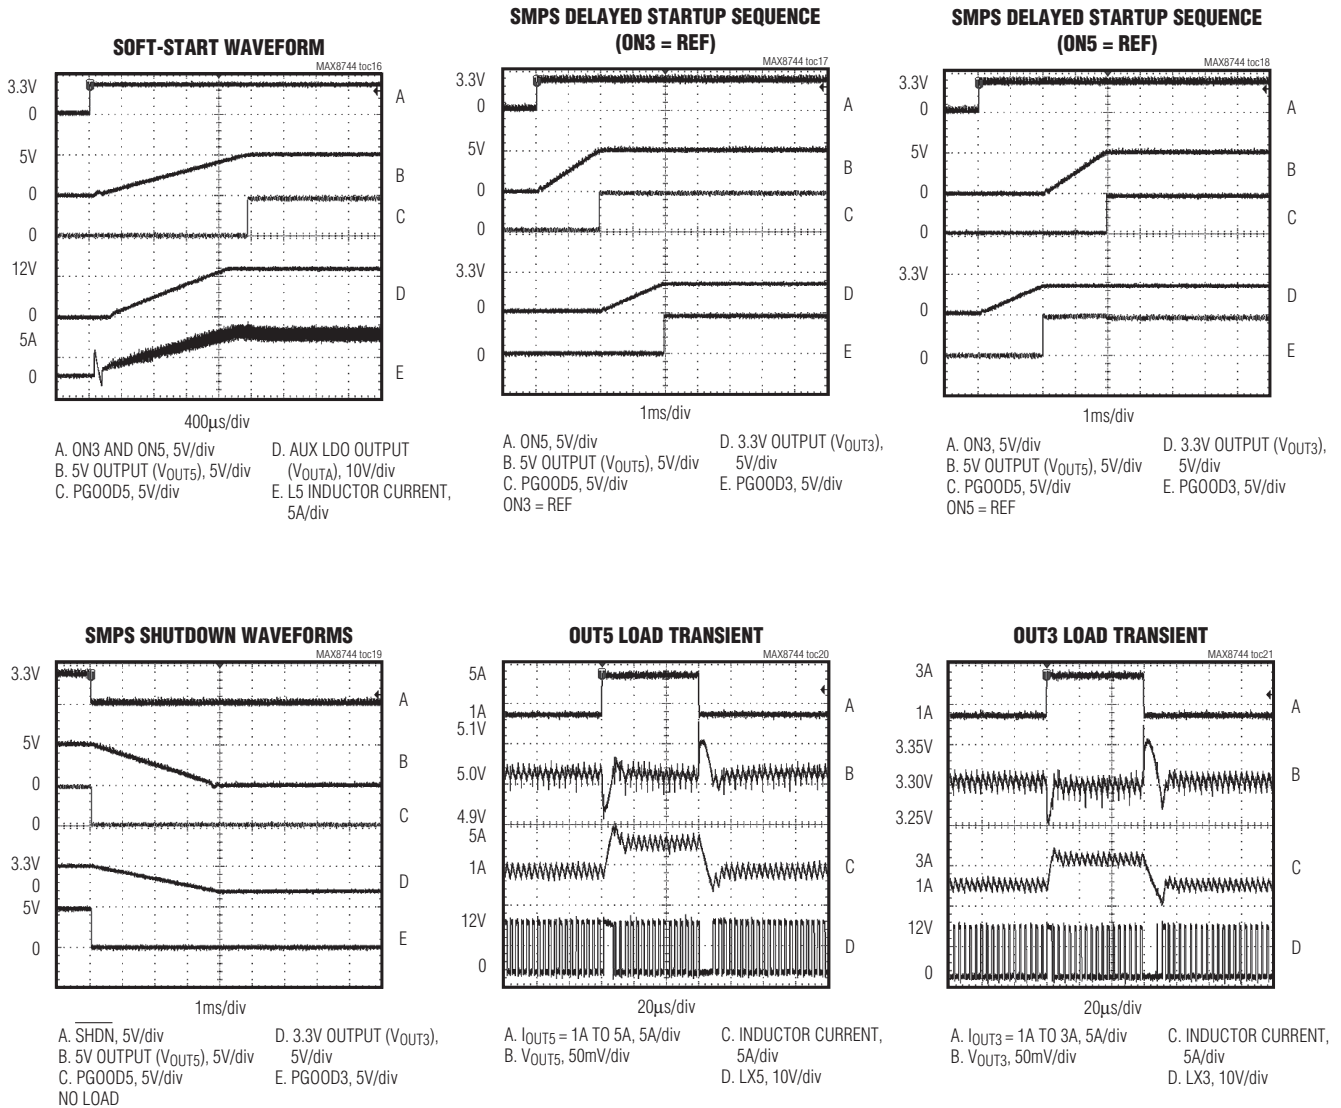 SOFT-START WAVEFORM
MAX8744 toc16
3.3V
0
5V
0
0
12V
0
5A
0
A
B
C
D
E
400µs/div
A. ON3 AND ON5, 5V/div
B. 5V OUTPUT (VOUT5), 5V/div
C. PGOOD5, 5V/div
D. AUX LDO OUTPUT
(VOUTA), 10V/div
E. L5 INDUCTOR CURRENT,
5A/div
SMPS DELAYED STARTUP SEQUENCE
(ON3 = REF)
MAX8744 toc17
3.3V
0
5V
0
0
3.3V
0
0
A
B
C
D
E
1ms/div
A. ON5, 5V/div
B. 5V OUTPUT (VOUT5), 5V/div
C. PGOOD5, 5V/div
ON3 = REF
D. 3.3V OUTPUT (VOUT3),
5V/div
E. PGOOD3, 5V/div
SMPS DELAYED STARTUP SEQUENCE
(ON5 = REF)
MAX8744 toc18
3.3V
0
5V
0
0
3.3V
0
0
A
B
C
D
E
1ms/div
A. ON3, 5V/div
B. 5V OUTPUT (VOUT5), 5V/div
C. PGOOD5, 5V/div
ON5 = REF
D. 3.3V OUTPUT (VOUT3),
5V/div
E. PGOOD3, 5V/div
SMPS SHUTDOWN WAVEFORMS
MAX8744 toc19
3.3V
5V
0
0
3.3V
0
5V
0
A
B
C
D
E
1ms/div
A. SHDN, 5V/div
B. 5V OUTPUT (VOUT5), 5V/div
C. PGOOD5, 5V/div
NO LOAD
D. 3.3V OUTPUT (VOUT3),
5V/div
E. PGOOD3, 5V/div
OUT5 LOAD TRANSIENT
MAX8744 toc20
5A
1A
5.1V
5.0V
4.9V
5A
1A
12V
0
A
B
C
D
20µs/div
A. IOUT5 = 1A TO 5A, 5A/div
B. VOUT5, 50mV/div
C. INDUCTOR CURRENT,
5A/div
D. LX5, 10V/div
OUT3 LOAD TRANSIENT
MAX8744 toc21
3A
1A
3.35V
3.30V
3.25V
3A
1A
12V
0
A
B
C
D
20µs/div
A. IOUT3 = 1A TO 3A, 5A/div
B. VOUT3, 50mV/div
C. INDUCTOR CURRENT,
5A/div
D. LX3, 10V/div